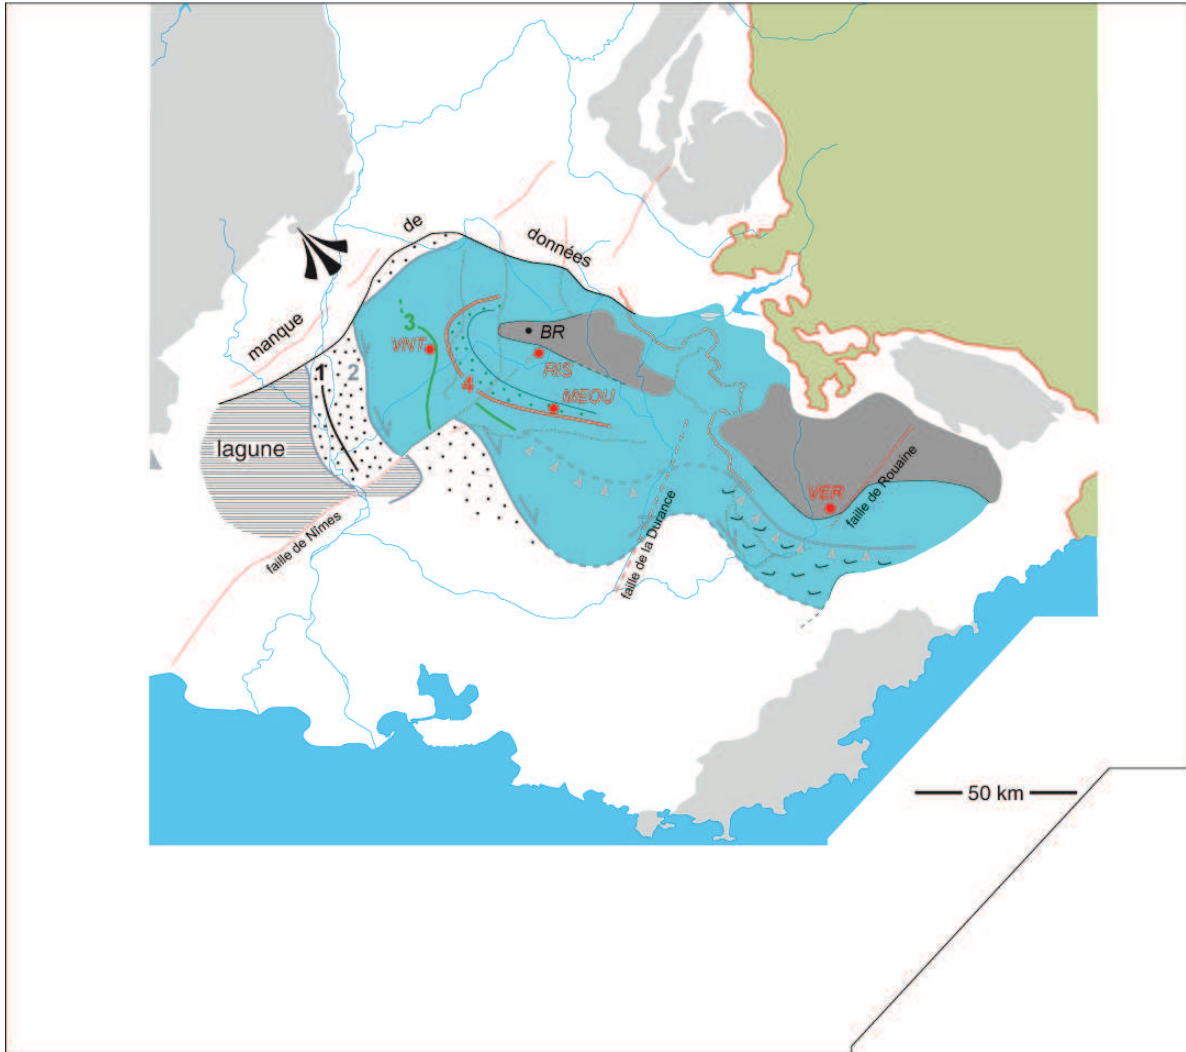 de
données
manque
3
BR
VNT
RIS
1
2
4
MEOU
lagune
VER
faille de Rouaine
faille de Nîmes
faille de la Durance
50 km